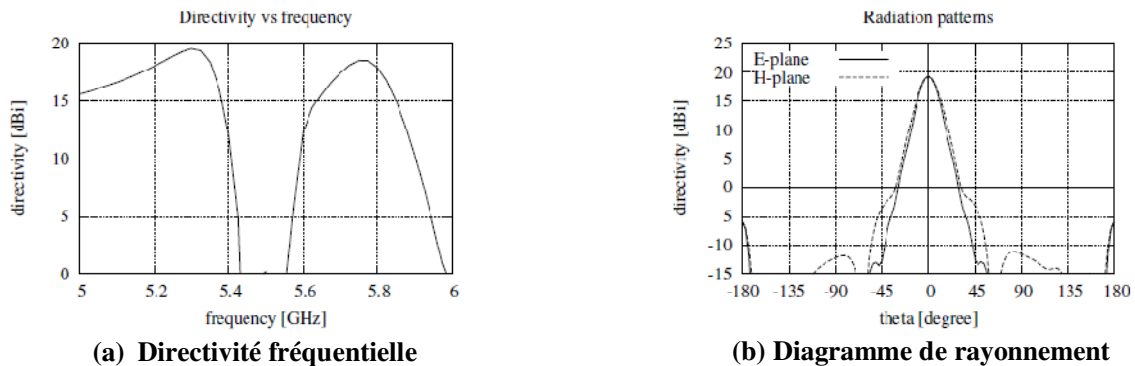 Directivity vs frequency
20
15
10
5
0
directivity [dBi]
5
5.2
5.4
5.6
5.8
6
frequency [GHz]
(a) Directivité fréquentielle
Radiation patterns
E-plane
H-plane
25
20
15
10
5
0
5
-10
-15
directivity [dBi]
-180
-135
-90
-45
0
45
90
135
180
theta [degree]
(b) Diagramme de rayonnement